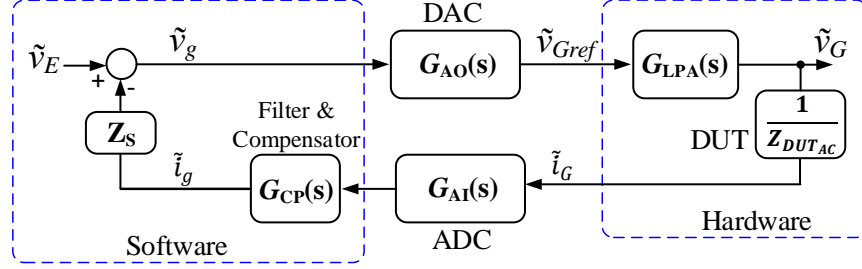 DAC
ṽ_E
+
-
ṽ_g
G_AO(s)
ṽ_Gref
G_LPA(s)
ṽ_G
Z_S
Filter &
Compensator
1
Z_DUT_AC
DUT
ĩ_g
G_CP(s)
G_AI(s)
ĩ_G
Software
ADC
Hardware